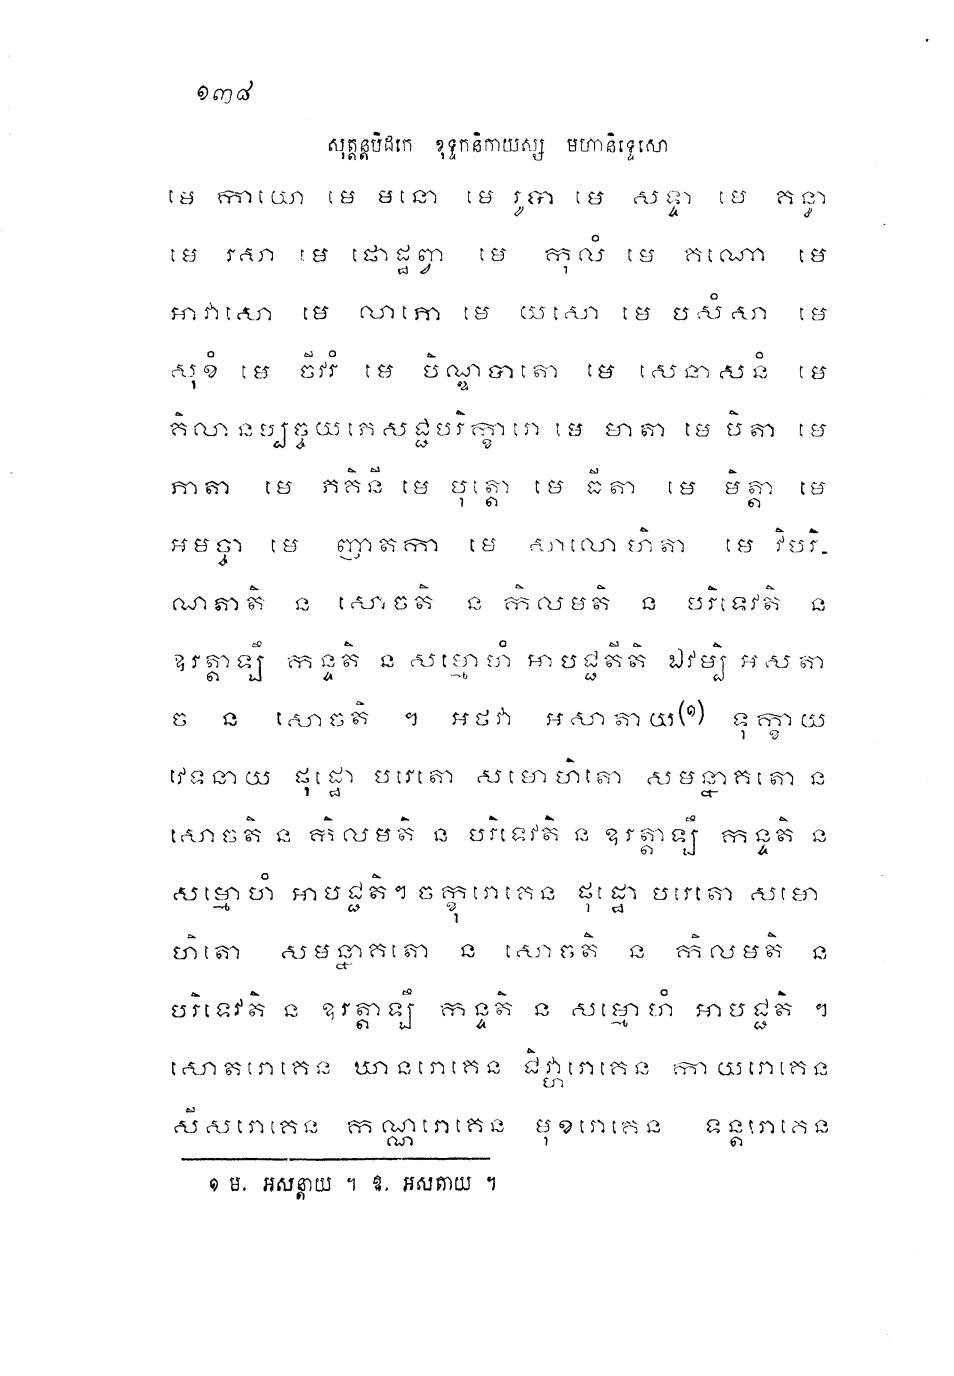 ១៣៨
សុត្តន្តបិដកេ ខុទ្ទកនិកាយស្ស មហានិទ្ទេសោ
មេ កាយោ មេ មនោ មេ រូបា មេ សទ្ទា មេ គន្ធា
មេ រសា មេ ផោដ្ឋព្វា មេ កុលំ មេ គណោ មេ
អាវាសោ មេ លាភោ មេ យសោ មេ បសំសា មេ
សុខំ មេ ចីវរំ មេ បិណ្ឌបាតោ មេ សេនាសនំ មេ
គិលានប្បច្ចយភេសជ្ជបរិក្ខារោ មេ មាតា មេ បិតា មេ
ភាតា មេ ភគិនី មេ បុត្តោ មេ ធីតា មេ មិត្តា មេ
អមច្ចា មេ ញាតកា មេ សាលោហិតា មេ វិបរិ-
ណតាតិ ន សោចតិ ន កិលមតិ ន បរិទេវតិ ន
ឧរត្តាឡឹ កន្ទតិ ន សម្មោហំ អាបជ្ជតីតិ ឯវម្បិ អសតា
ច ន សោចតិ ។ អថវា អសាតាយ(១) ទុក្ខាយ
វេទនាយ ផុដ្ឋោ បរេតោ សមោហិតោ សមន្នាគតោ ន
សោចតិ ន កិលមតិ ន បរិទេវតិ ន ឧរត្តាឡឹ កន្ទតិ ន
សម្មោហំ អាបជ្ជតិ។ ចក្ខុរោគេន ផុដ្ឋោ បរេតោ សមោ
ហិតោ សមន្នាគតោ ន សោចតិ ន កិលមតិ ន
បរិទេវតិ ន ឧរត្តាឡឹ កន្ទតិ ន សម្មោហំ អាបជ្ជតិ ។
សោតរោគេន ឃានរោគេន ជិវ្ហារោគេន កាយរោគេន
សីសរោគេន កណ្ណរោគេន មុខរោគេន ទន្តរោគេន
១ ម. អសន្តាយ ។ ឱ. អសតាយ ។